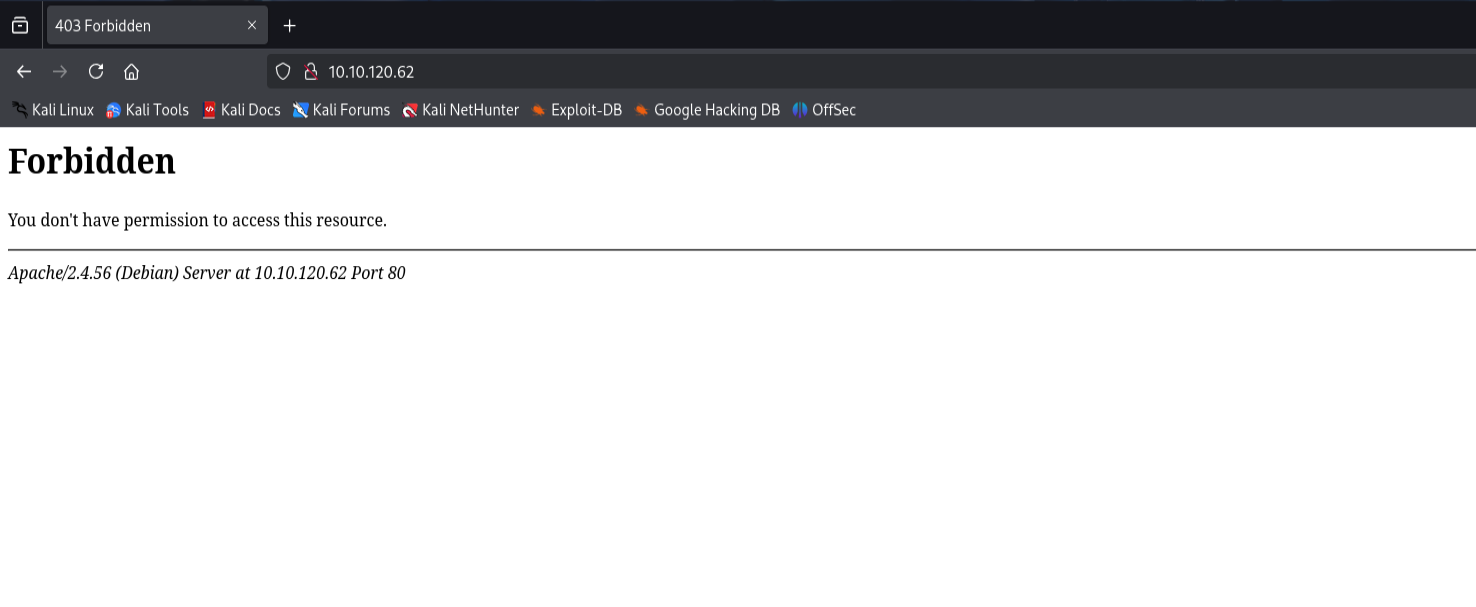 403 Forbidden
10.10.120.62
Kali Linux Kali Tools Kali Docs Kali Forums Kali NetHunter Exploit-DB Google Hacking DB OffSec
Forbidden
You don't have permission to access this resource.
Apache/2.4.56 (Debian) Server at 10.10.120.62 Port 80